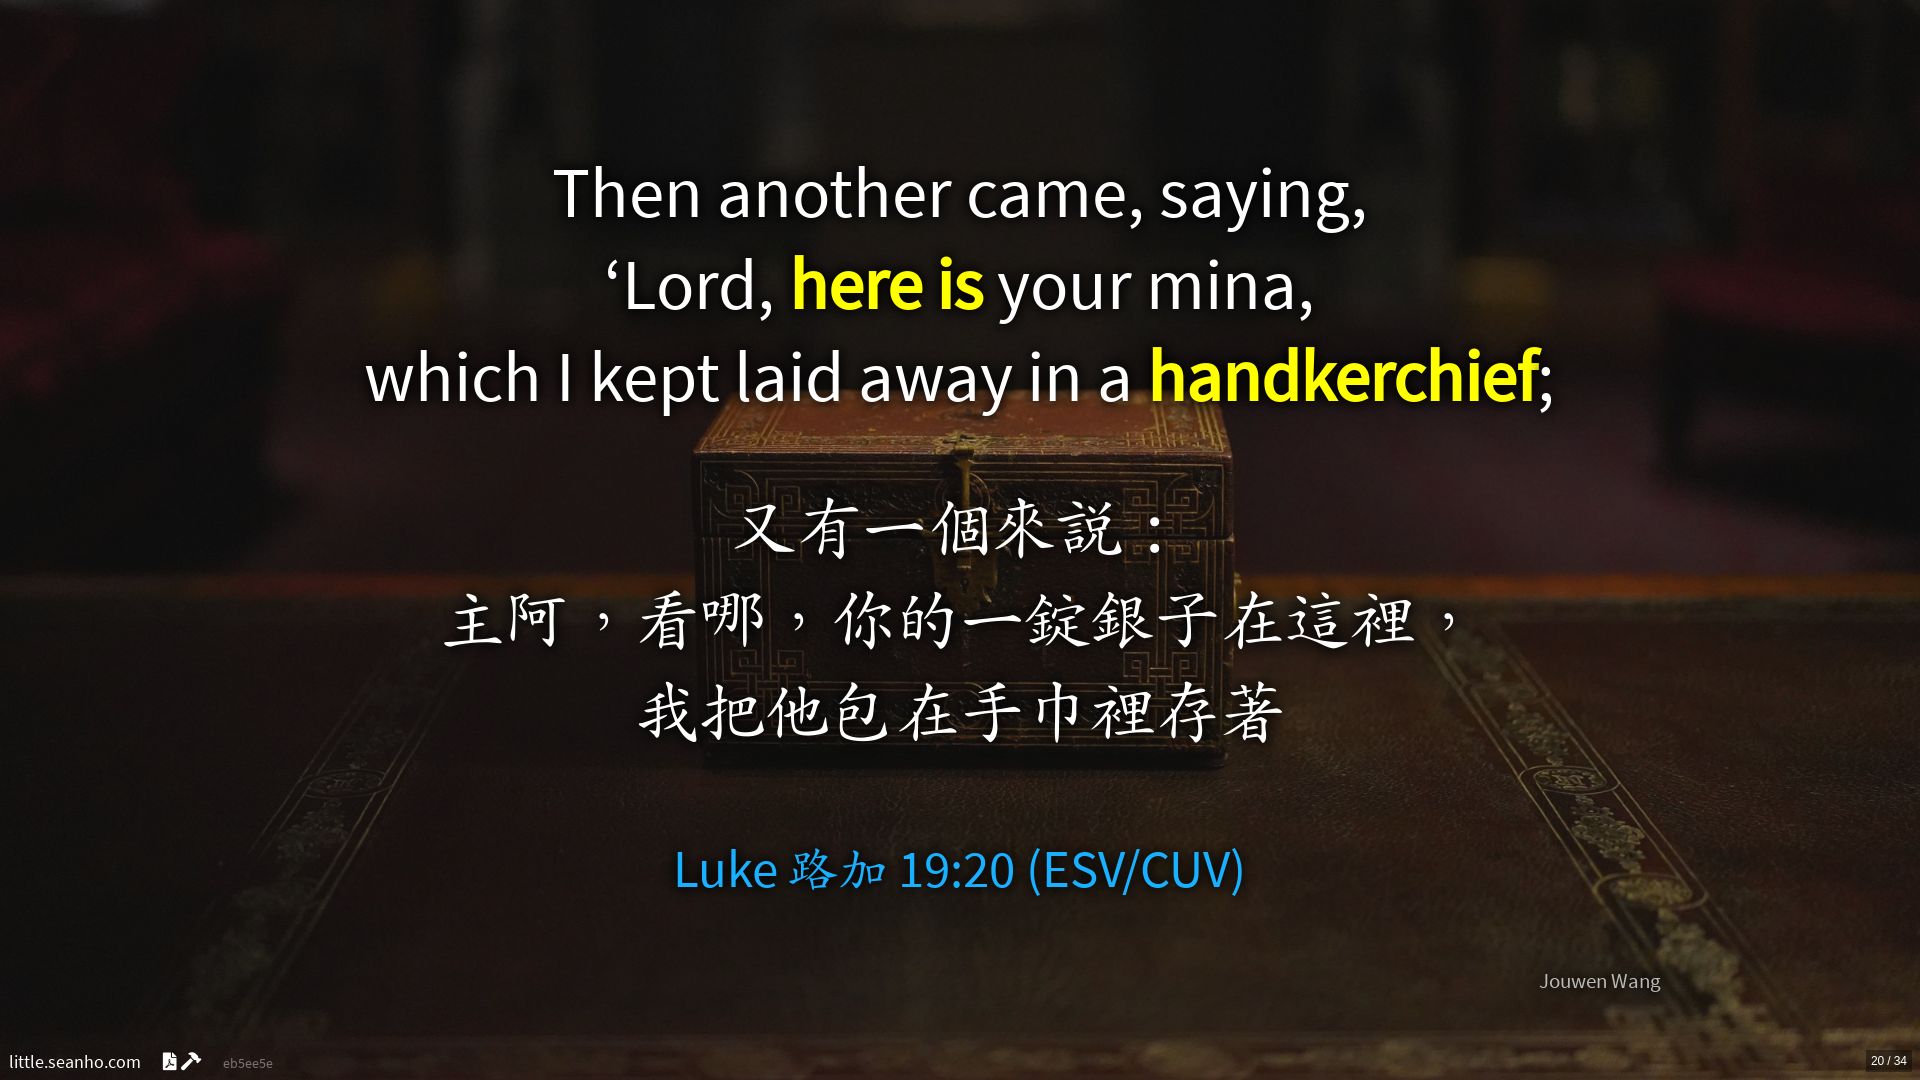 Then another came, saying,
‘Lord, here is your mina,
which I kept laid away in a handkerchief;
又有一個來説：
主阿，看哪，你的一錠銀子在這裡，
我把他包在手巾裡存著
Luke 路加 19:20 (ESV/CUV)
Jouwen Wang
little.seanho.com eb5ee5e
20 / 34